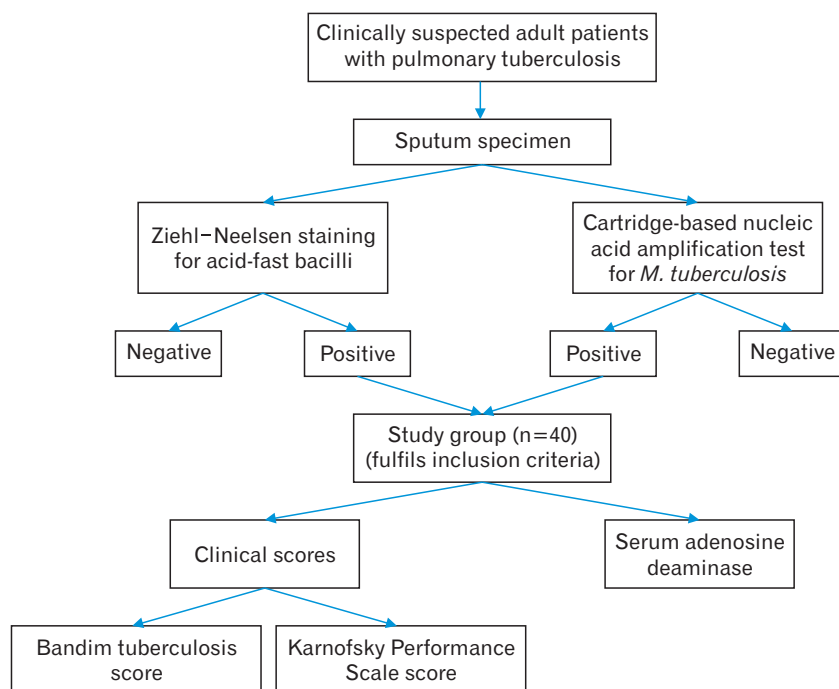 Clinically suspected adult patients
with pulmonary tuberculosis
Sputum specimen
Ziehl−Neelsen staining
for acid-fast bacilli
Cartridge-based nucleic
acid amplification test
for M. tuberculosis
Negative
Positive
Positive
Negative
Study group (n=40)
(fulfils inclusion criteria)
Clinical scores
Serum adenosine
deaminase
Bandim tuberculosis
score
Karnofsky Performance
Scale score